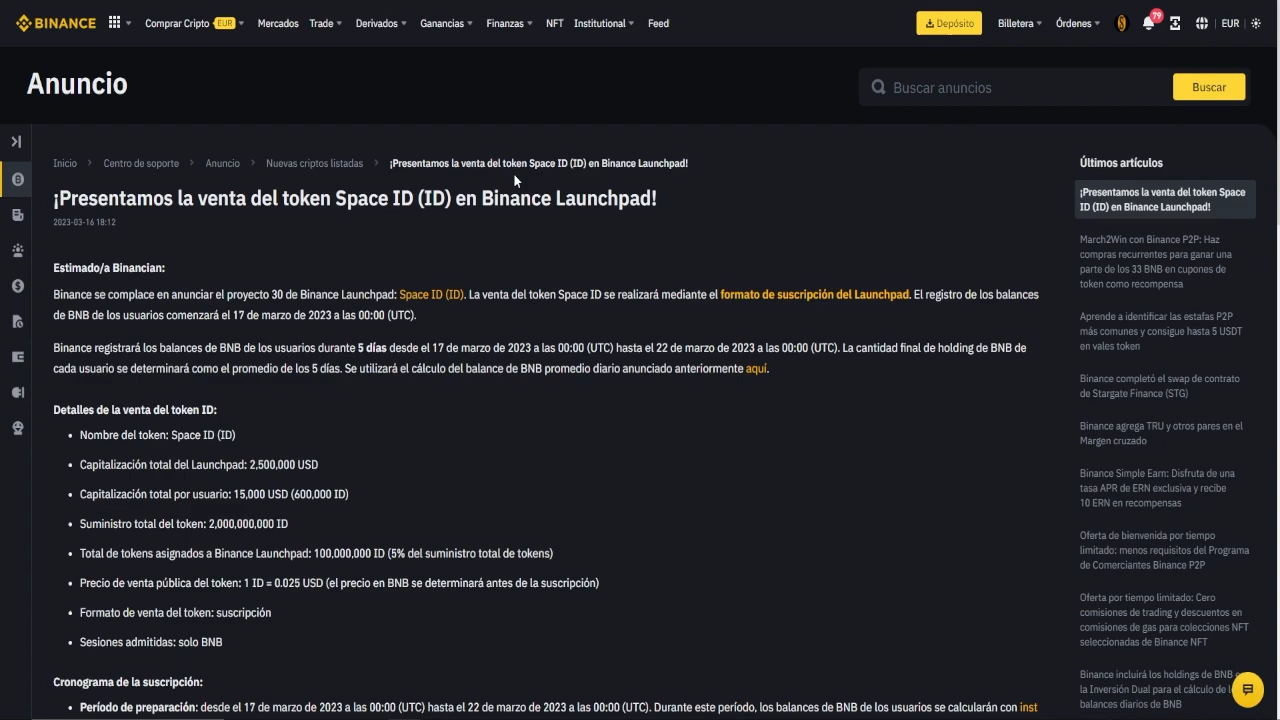 BINANCE Comprar Cripto EUR Mercados Trade Derivados Ganancias Finanzas NFT Institutional Feed Depósito Billetera Órdenes 79 EUR
Anuncio
Buscar anuncios Buscar
Inicio Centro de soporte Anuncio Nuevas criptos listadas ¡Presentamos la venta del token Space ID (ID) en Binance Launchpad!
¡Presentamos la venta del token Space ID (ID) en Binance Launchpad!
2023-03-16 18:12
Estimado/a Binancian:
Binance se complace en anunciar el proyecto 30 de Binance Launchpad: Space ID (ID). La venta del token Space ID se realizará mediante el formato de suscripción del Launchpad. El registro de los balances
de BNB de los usuarios comenzará el 17 de marzo de 2023 a las 00:00 (UTC).
Binance registrará los balances de BNB de los usuarios durante 5 días desde el 17 de marzo de 2023 a las 00:00 (UTC) hasta el 22 de marzo de 2023 a las 00:00 (UTC). La cantidad final de holding de BNB de
cada usuario se determinará como el promedio de los 5 días. Se utilizará el cálculo del balance de BNB promedio diario anunciado anteriormente aquí.
Detalles de la venta del token ID:
• Nombre del token: Space ID (ID)
• Capitalización total del Launchpad: 2,500,000 USD
• Capitalización total por usuario: 15,000 USD (600,000 ID)
• Suministro total del token: 2,000,000,000 ID
• Total de tokens asignados a Binance Launchpad: 100,000,000 ID (5% del suministro total de tokens)
• Precio de venta pública del token: 1 ID = 0.025 USD (el precio en BNB se determinará antes de la suscripción)
• Formato de venta del token: suscripción
• Sesiones admitidas: solo BNB
Cronograma de la suscripción:
• Período de preparación: desde el 17 de marzo de 2023 a las 00:00 (UTC) hasta el 22 de marzo de 2023 a las 00:00 (UTC). Durante este período, los balances de BNB de los usuarios se calcularán con inst
Últimos artículos
¡Presentamos la venta del token Space
ID (ID) en Binance Launchpad!
March2Win con Binance P2P: Haz
compras recurrentes para ganar una
parte de los 33 BNB en cupones de
token como recompensa
Aprende a identificar las estafas P2P
más comunes y consigue hasta 5 USDT
en vales token
Binance completó el swap de contrato
de Stargate Finance (STG)
Binance agrega TRU y otros pares en el
Margen cruzado
Binance Simple Earn: Disfruta de una
tasa APR de ERN exclusiva y recibe
10 ERN en recompensas
Oferta de bienvenida por tiempo
limitado: menos requisitos del Programa
de Comerciantes Binance P2P
Oferta por tiempo limitado: Cero
comisiones de trading y descuentos en
comisiones de gas para colecciones NFT
seleccionadas de Binance NFT
Binance incluirá los holdings de BNB
la Inversión Dual para el cálculo de
balances diarios de BNB